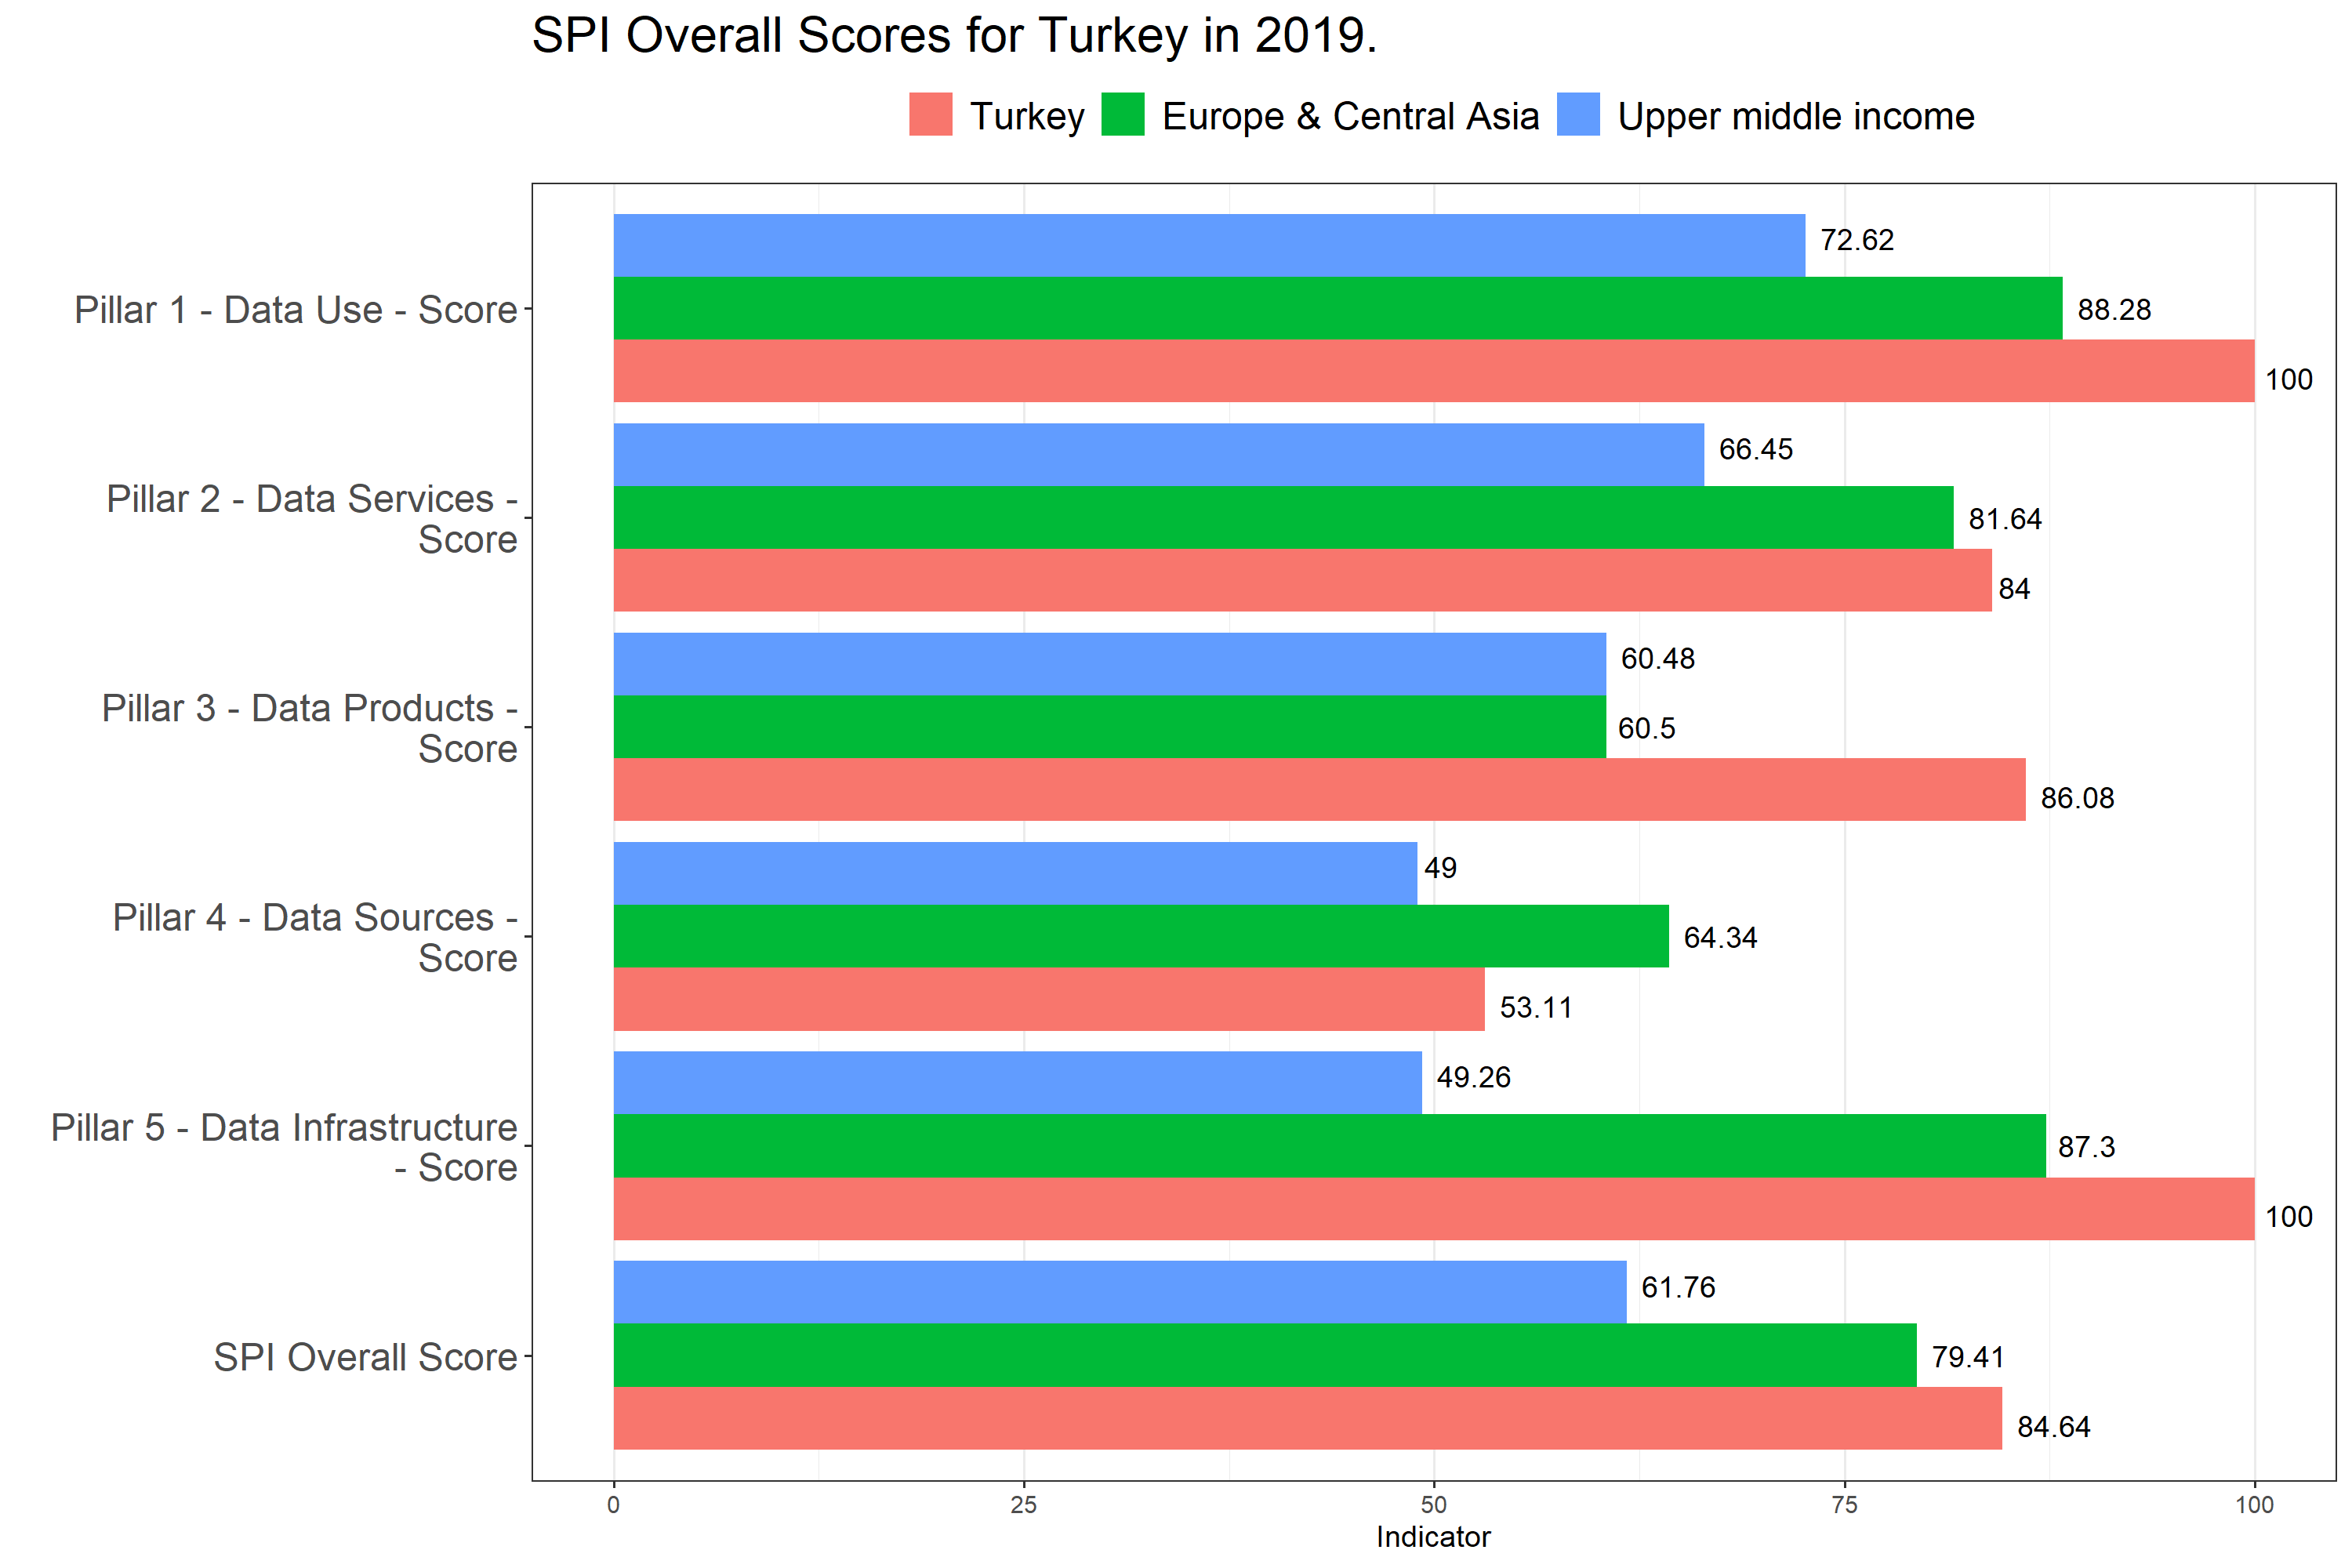 SPI Overall Scores for Turkey in 2019.
Turkey Europe & Central Asia Upper middle income
Pillar 1 - Data Use - Score
72.62
88.28
100
Pillar 2 - Data Services -
Score
66.45
81.64
84
Pillar 3 - Data Products -
Score
60.48
60.5
86.08
Pillar 4 - Data Sources -
Score
49
64.34
53.11
Pillar 5 - Data Infrastructure
- Score
49.26
87.3
100
SPI Overall Score
61.76
79.41
84.64
0 25 50 75 100
Indicator